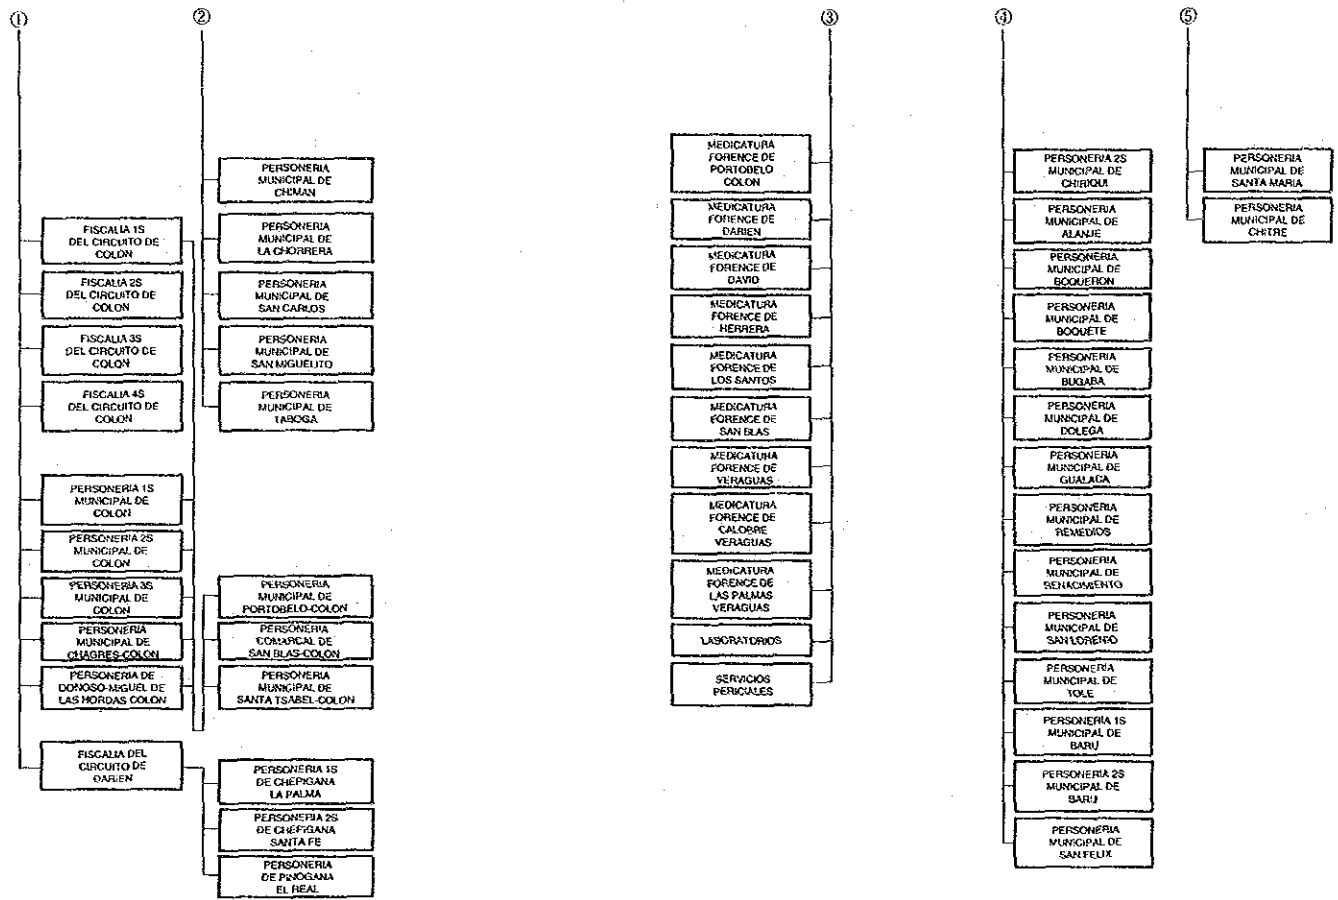 ①
②
③
④
⑤
FISCALIA 1S
DEL CIRCUITO DE
COLON
FISCALIA 2S
DEL CIRCUITO DE
COLON
FISCALIA 3S
DEL CIRCUITO DE
COLON
FISCALIA 4S
DEL CIRCUITO DE
COLON
PERSONERIA 1S
MUNICIPAL DE
COLON
PERSONERIA 2S
MUNICIPAL DE
COLON
PERSONERIA 3S
MUNICIPAL DE
COLON
PERSONERIA
MUNICIPAL DE
CHAGRES-COLON
PERSONERIA DE
DONOSO-MIGUEL DE
LAS HORDAS COLON
FISCALIA DEL
CIRCUITO DE
DARIEN
PERSONERIA
MUNICIPAL DE
CHIMAN
PERSONERIA
MUNICIPAL DE
LA CHORRERA
PERSONERIA
MUNICIPAL DE
SAN CARLOS
PERSONERIA
MUNICIPAL DE
SAN MIGUELITO
PERSONERIA
MUNICIPAL DE
TABOGA
PERSONERIA
MUNICIPAL DE
PORTOBELO-COLON
PERSONERIA
COMARCAL DE
SAN BLAS-COLON
PERSONERIA
MUNICIPAL DE
SANTA TSABEL-COLON
PERSONERIA 1S
DE CHEPIGANA
LA PALMA
PERSONERIA 2S
DE CHEPIGANA
SANTA FE
PERSONERIA
DE PINOGANA
EL REAL
MEDICATURA
FORENCE DE
PORTOBELO
COLON
MEDICATURA
FORENCE DE
DARIEN
MEDICATURA
FORENCE DE
DAVID
MEDICATURA
FORENCE DE
HERRERA
MEDICATURA
FORENCE DE
LOS SANTOS
MEDICATURA
FORENCE DE
SAN BLAS
MEDICATURA
FORENCE DE
VERAGUAS
MEDICATURA
FORENCE DE
CALOBRE
VERAGUAS
MEDICATURA
FORENCE DE
LAS PALMAS
VERAGUAS
LABORATORIOS
SERVICIOS
PERICIALES
PERSONERIA 2S
MUNICIPAL DE
CHIRIQUI
PERSONERIA
MUNICIPAL DE
ALANJE
PERSONERIA
MUNICIPAL DE
BOQUERON
PERSONERIA
MUNICIPAL DE
BOQUETE
PERSONERIA
MUNICIPAL DE
BUGABA
PERSONERIA
MUNICIPAL DE
DOLEGA
PERSONERIA
MUNICIPAL DE
GUALACA
PERSONERIA
MUNICIPAL DE
REMEDIOS
PERSONERIA
MUNICIPAL DE
RENACIMIENTO
PERSONERIA
MUNICIPAL DE
SAN LORENO
PERSONERIA
MUNICIPAL DE
TOLE
PERSONERIA 1S
MUNICIPAL DE
BARU
PERSONERIA 2S
MUNICIPAL DE
BARU
PERSONERIA
MUNICIPAL DE
SAN FELIX
PERSONERIA
MUNICIPAL DE
SANTA MARIA
PERSONERIA
MUNICIPAL DE
CHITRE